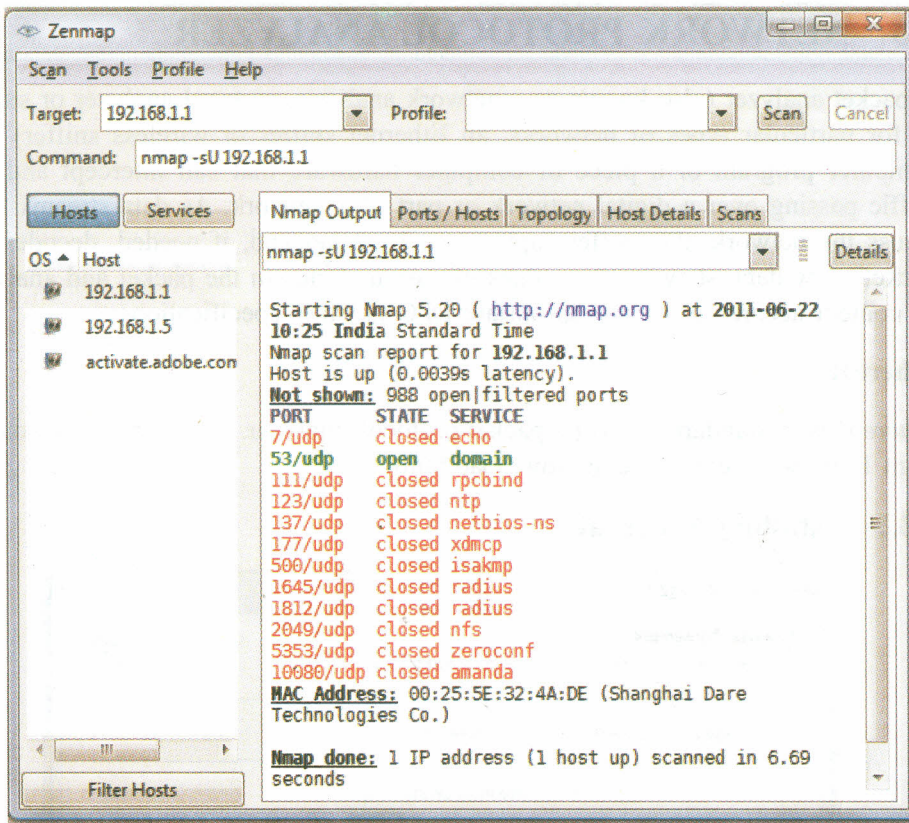 WORK PROTOCOL ANALYZER
Zenmap
Scan Tools Profile Help
Target: 192.168.1.1 Profile: Scan Cancel
Command: nmap -sU 192.168.1.1
Hosts Services
OS Host
192.168.1.1
192.168.1.5
activate.adobe.con
Nmap Output Ports / Hosts Topology Host Details Scans
nmap -sU 192.168.1.1 Details
Starting Nmap 5.20 ( http://nmap.org ) at 2011-06-22
10:25 India Standard Time
Nmap scan report for 192.168.1.1
Host is up (0.0039s latency).
Not shown: 988 open|filtered ports
PORT STATE SERVICE
7/udp closed echo
53/udp open domain
111/udp closed rpcbind
123/udp closed ntp
137/udp closed netbios-ns
177/udp closed xdmcp
500/udp closed isakmp
1645/udp closed radius
1812/udp closed radius
2049/udp closed nfs
5353/udp closed zeroconf
10080/udp closed amanda
MAC Address: 00:25:5E:32:4A:DE (Shanghai Dare
Technologies Co.)
Nmap done: 1 IP address (1 host up) scanned in 6.69
seconds
Filter Hosts